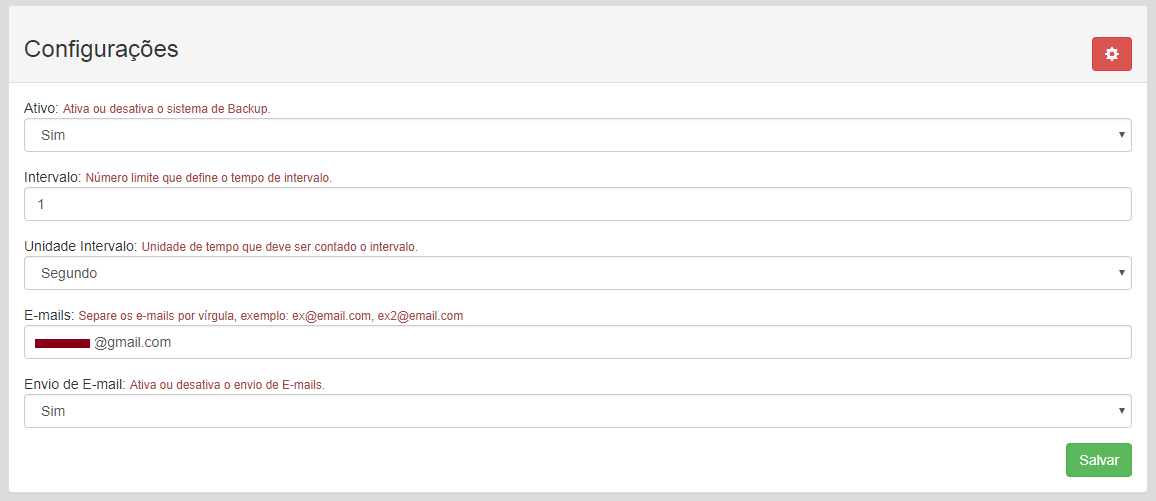 Configurações
Ativo: Ativa ou desativa o sistema de Backup.
Sim
Intervalo: Número limite que define o tempo de intervalo.
1
Unidade Intervalo: Unidade de tempo que deve ser contado o intervalo.
Segundo
E-mails: Separe os e-mails por vírgula, exemplo: ex@email.com, ex2@email.com
@gmail.com
Envio de E-mail: Ativa ou desativa o envio de E-mails.
Sim
Salvar